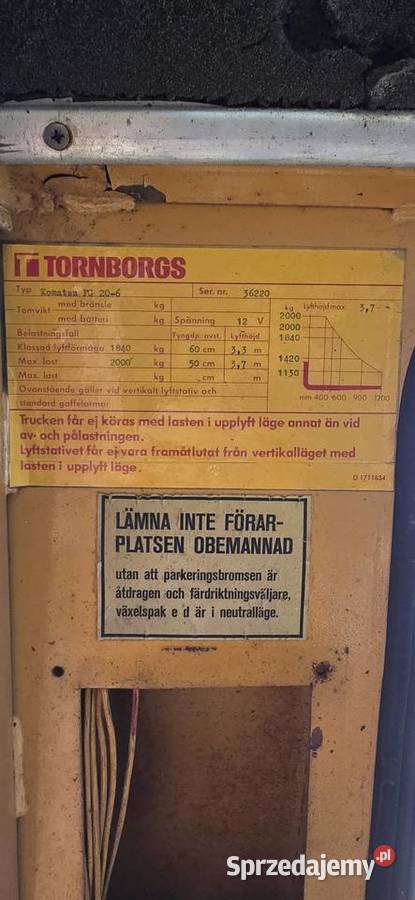 TORNBORGS
Typ Komatsu FG 20-6 Ser. nr. 36220
Tomvikt med bränsle kg
med batteri kg Spänning 12 V
Belastningsfall Tyngdp. avst. Lyfthöjd
Klassad lyftförmåga 1840 kg 60 cm 3,3 m
Max. last 2000 kg 50 cm 3,7 m
Max. last kg cm m
Ovanstående gäller vid vertikalt lyftstativ och
standard gaffelarmar
kg Lyfthöjd max. 3,7
2000
2000
1840
1420
1130
mm 400 600 900 1200
Trucken får ej köras med lasten i upplyft läge annat än vid
av- och pålastningen.
Lyftstativet får ej vara framåtlutat från vertikalläget med
lasten i upplyft läge.
D 1711654
LÄMNA INTE FÖRAR-
PLATSEN OBEMANNAD
utan att parkeringsbromsen är
åtdragen och färdriktningsväljare,
växelspak e d är i neutralläge.
Sprzedajemy.pl